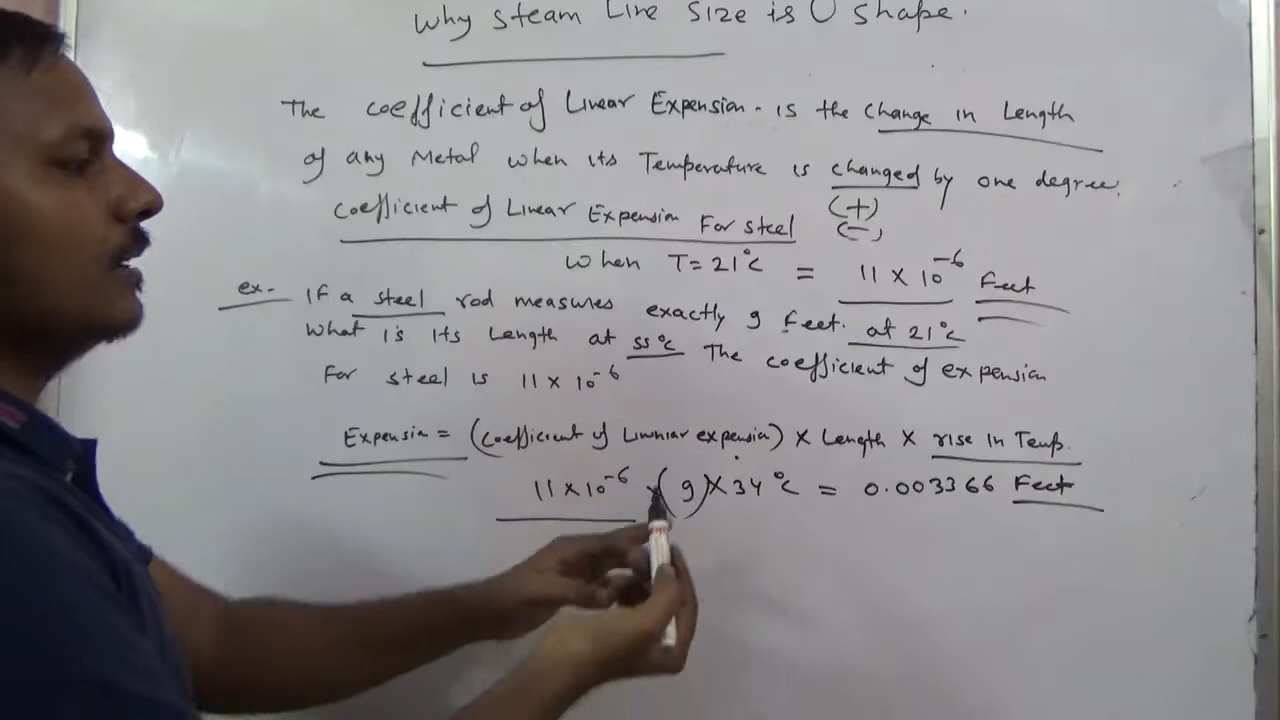 Why steam Line Size is U shape.
The coefficient of Linear Expension. is the change in Length
of any Metal when its Temperature is changed by one degree.
(+)
(-)
coefficient of Linear Expension For steel
when T=21°C = 11 x 10⁻⁶ Feet
ex. If a steel rod measures exactly 9 feet. at 21°C
What is its Length at 55°C The coefficient of expension
For steel is 11 x 10⁻⁶
Expensin = (coefficient of Linniar expensin) x Length x rise in Temp.
11 x 10⁻⁶ x (9) x 34°C = 0.003366 Feet